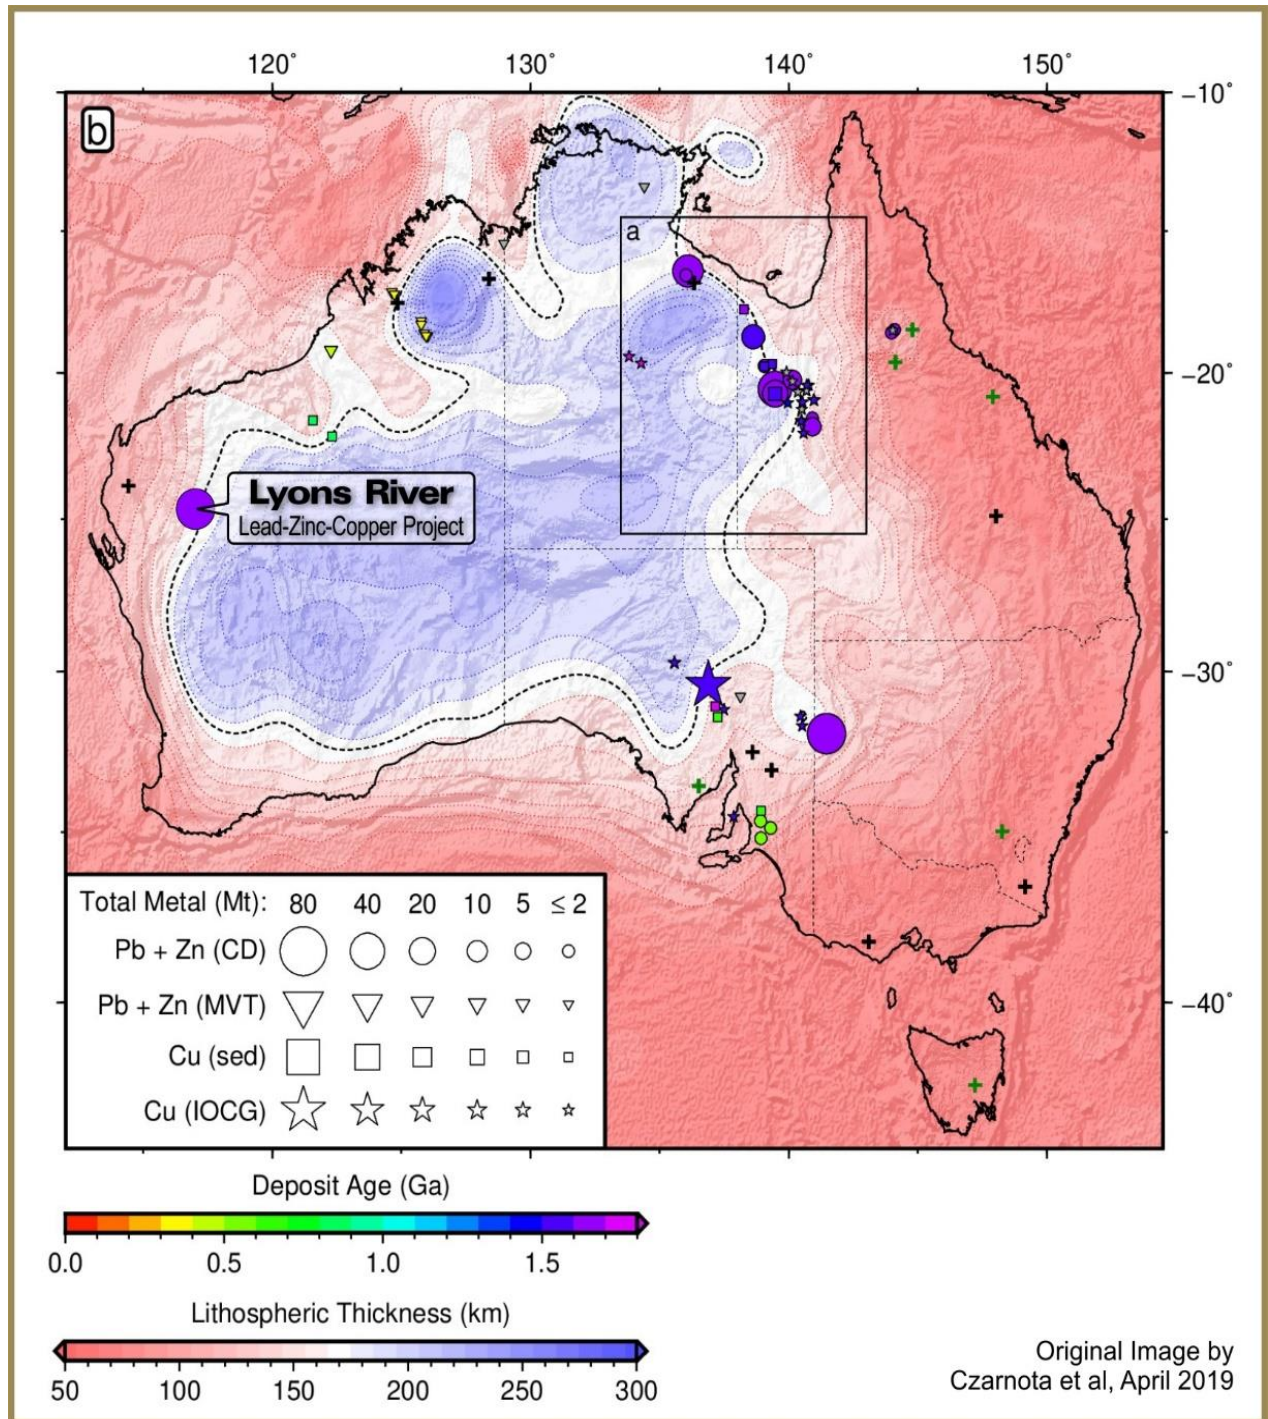 120° 130° 140° 150°
b
−10°
a
−20°
Lyons River
Lead-Zinc-Copper Project
−30°
−40°
Total Metal (Mt): 80 40 20 10 5 ≤ 2
Pb + Zn (CD)
Pb + Zn (MVT)
Cu (sed)
Cu (IOCG)
Deposit Age (Ga)
0.0 0.5 1.0 1.5
Lithospheric Thickness (km)
50 100 150 200 250 300
Original Image by
Czarnota et al, April 2019